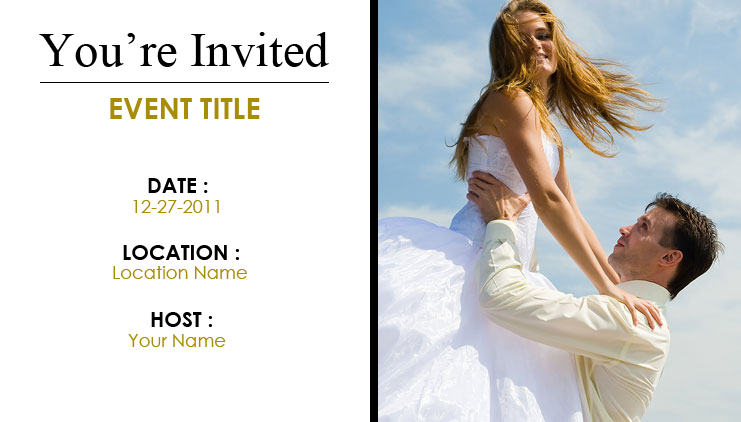 You’re Invited
EVENT TITLE
DATE :
12-27-2011
LOCATION :
Location Name
HOST :
Your Name